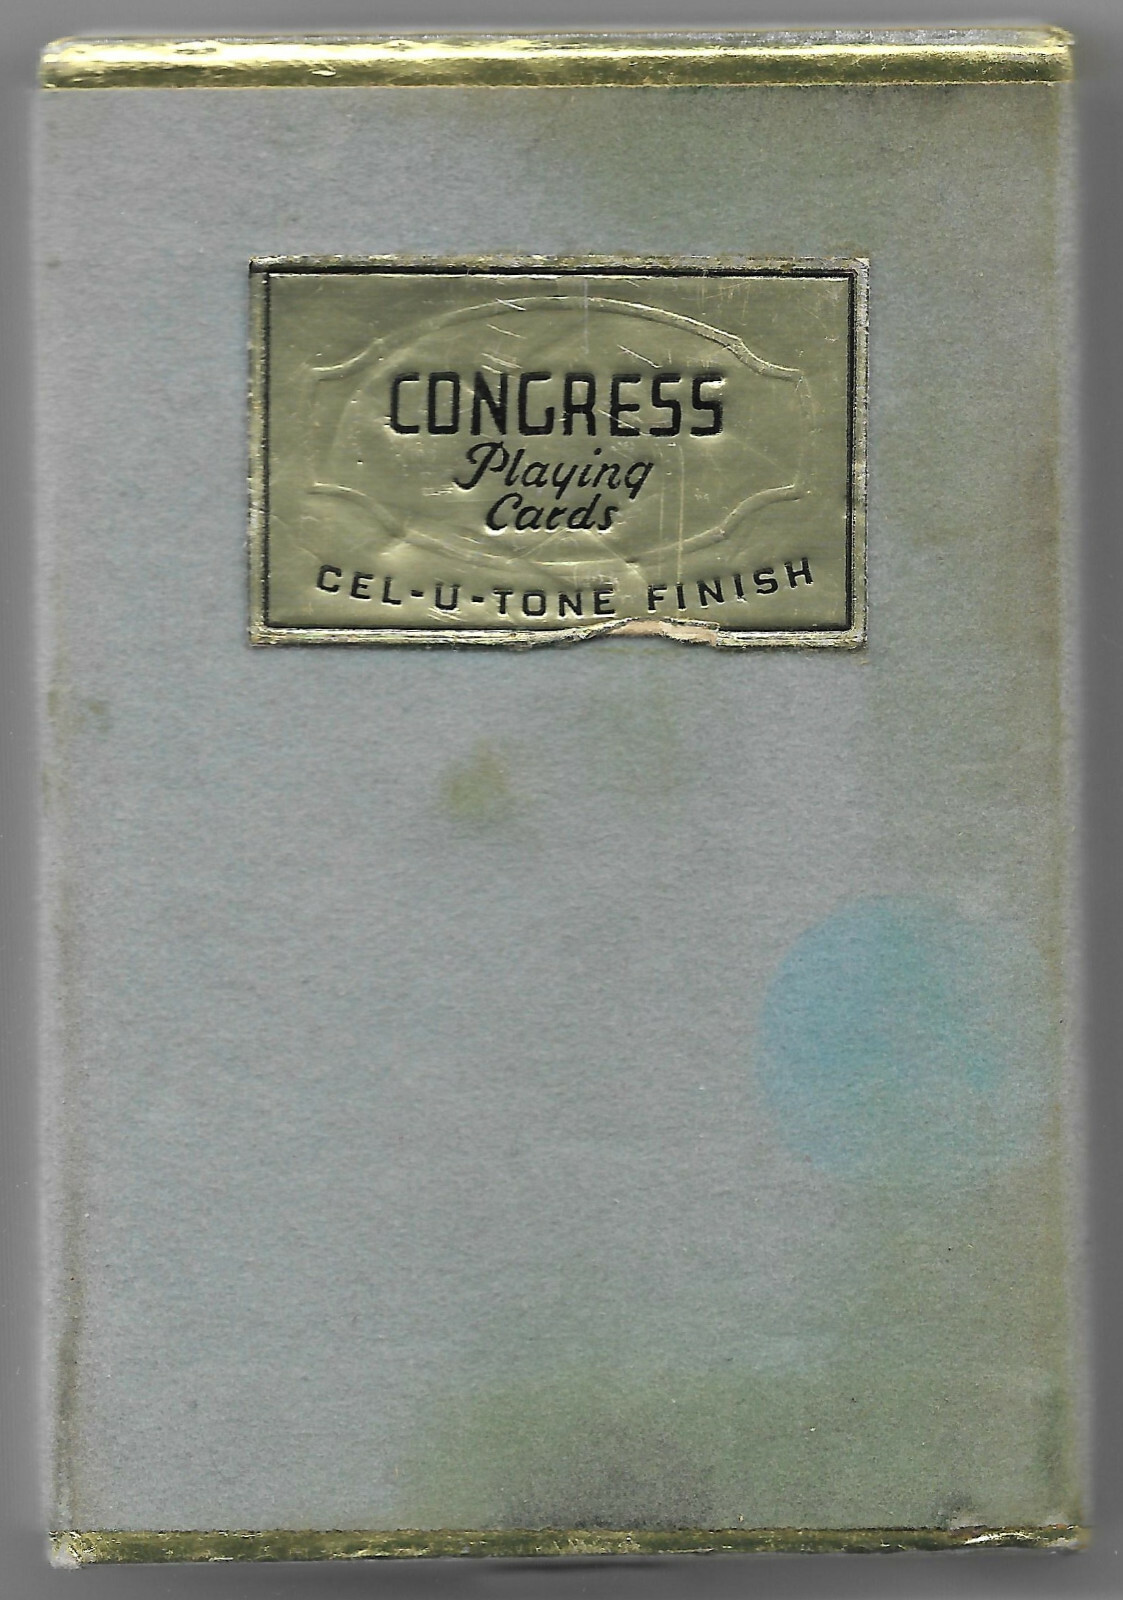 CONGRESS
Playing
Cards
CEL-U-TONE FINISH